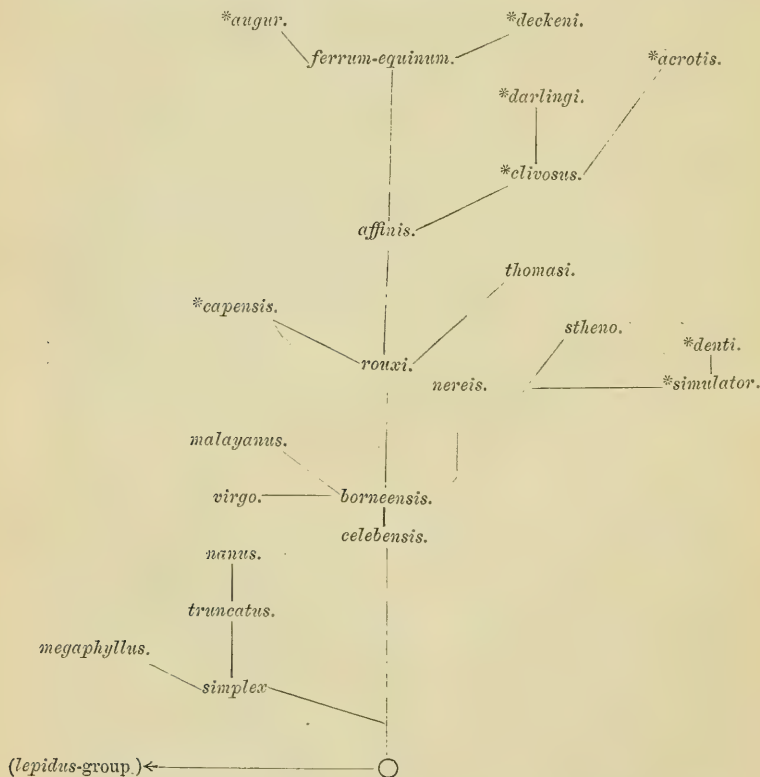 *augur. *deckeni.
ferrum-equinum. *acrotis.
*darlingi.
*clivosus.
affinis.
thomasi.
*capensis.
stheno.
*denti.
rouxi.
nereis. *simulator.
malayanus.
virgo. borneensis.
celebensis.
nanus.
truncatus.
megaphyllus.
simplex
(lepidus-group.)